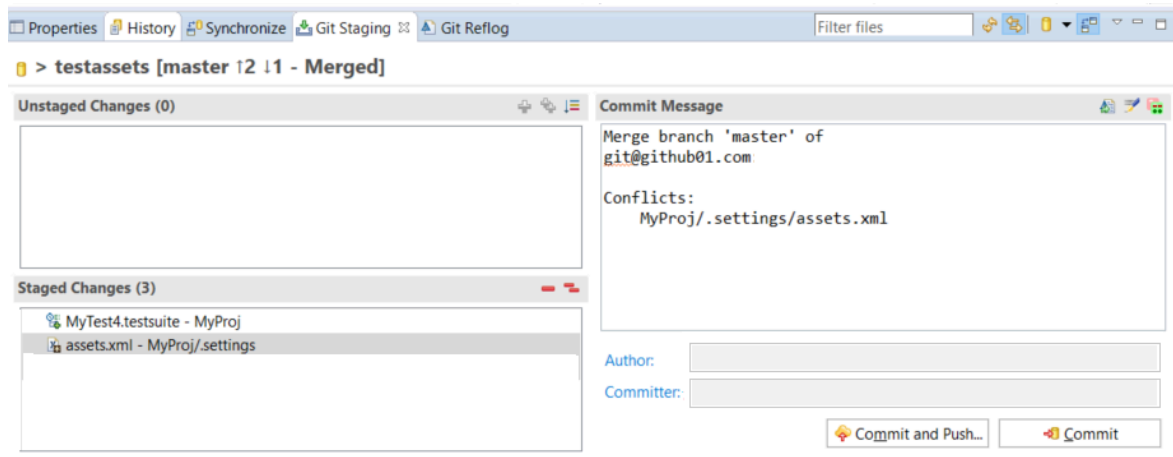 Properties History Synchronize Git Staging Git Reflog Filter files
> testassets [master ↑2 ↓1 - Merged]
Unstaged Changes (0)
Commit Message
Merge branch 'master' of
git@github01.com
Conflicts:
MyProj/.settings/assets.xml
Staged Changes (3)
MyTest4.testsuite - MyProj
assets.xml - MyProj/.settings
Author:
Committer:
Commit and Push...
Commit